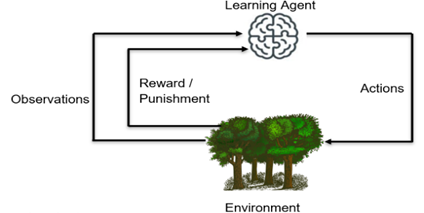 Learning Agent
Reward /
Punishment
Observations
Actions
Environment